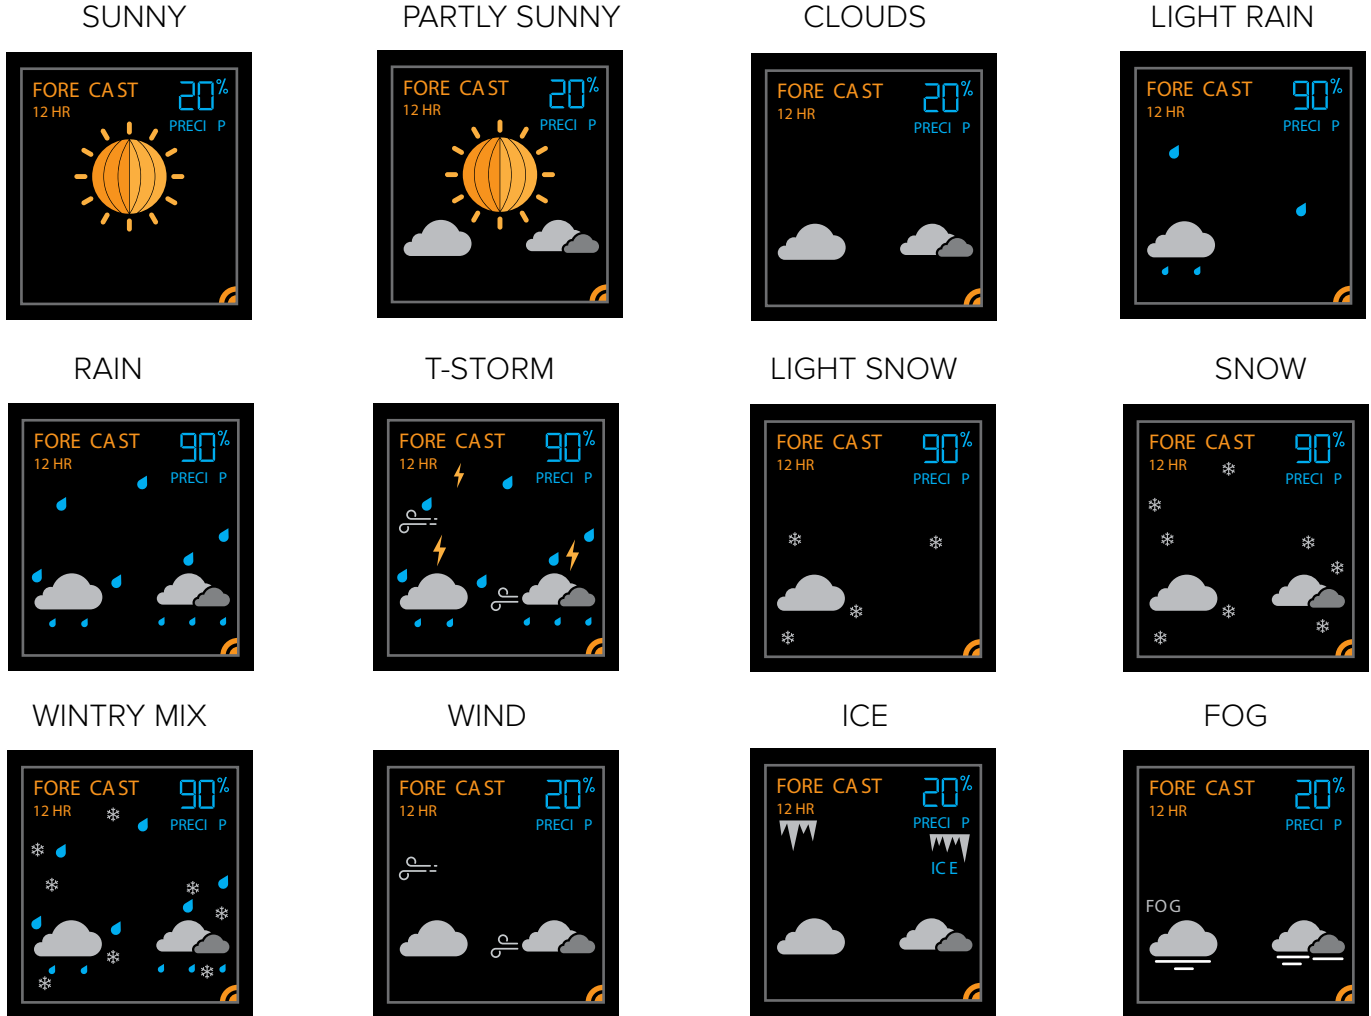 SUNNY
FORE CAST 20%
12 HR
PRECI P
PARTLY SUNNY
FORE CAST 20%
12 HR
PRECI P
CLOUDS
FORE CAST 20%
12 HR
PRECI P
LIGHT RAIN
FORE CAST 90%
12 HR
PRECI P
RAIN
FORE CAST 90%
12 HR
PRECI P
T-STORM
FORE CAST 90%
12 HR
PRECI P
LIGHT SNOW
FORE CAST 90%
12 HR
PRECI P
SNOW
FORE CAST 90%
12 HR
PRECI P
WINTRY MIX
FORE CAST 90%
12 HR
PRECI P
WIND
FORE CAST 20%
12 HR
PRECI P
ICE
FORE CAST 20%
12 HR
PRECI P
ICE
FOG
FORE CAST 20%
12 HR
PRECI P
FOG